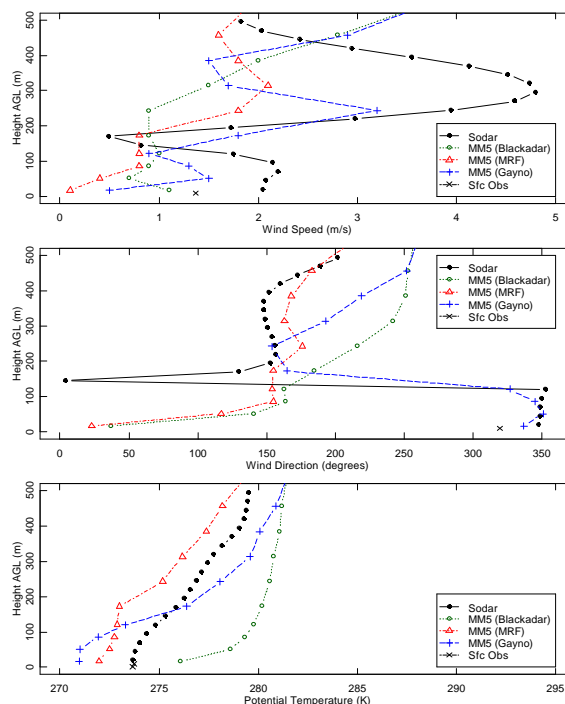 Height AGL (m)
0 100 200 300 400 500
0 1 2 3 4 5
Wind Speed (m/s)
Sodar
MM5 (Blackadar)
MM5 (MRF)
MM5 (Gayno)
Sfc Obs
Height AGL (m)
0 100 200 300 400 500
0 50 100 150 200 250 300 350
Wind Direction (degrees)
Sodar
MM5 (Blackadar)
MM5 (MRF)
MM5 (Gayno)
Sfc Obs
Height AGL (m)
0 100 200 300 400 500
270 275 280 285 290 295
Potential Temperature (K)
Sodar
MM5 (Blackadar)
MM5 (MRF)
MM5 (Gayno)
Sfc Obs